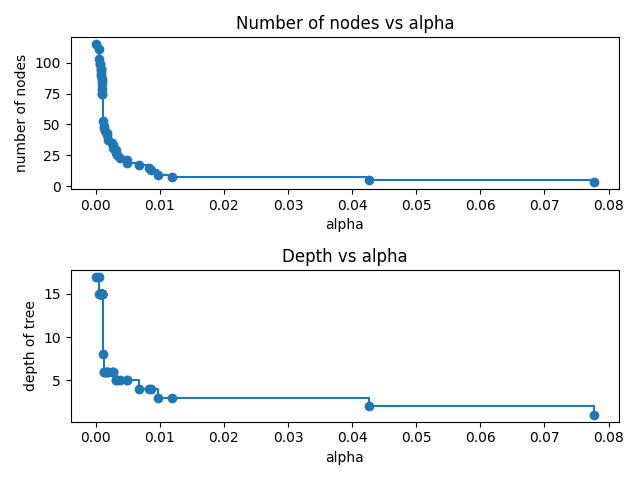 Number of nodes vs alpha
number of nodes
100
75
50
25
0
0.00 0.01 0.02 0.03 0.04 0.05 0.06 0.07 0.08
alpha
Depth vs alpha
depth of tree
15
10
5
0.00 0.01 0.02 0.03 0.04 0.05 0.06 0.07 0.08
alpha